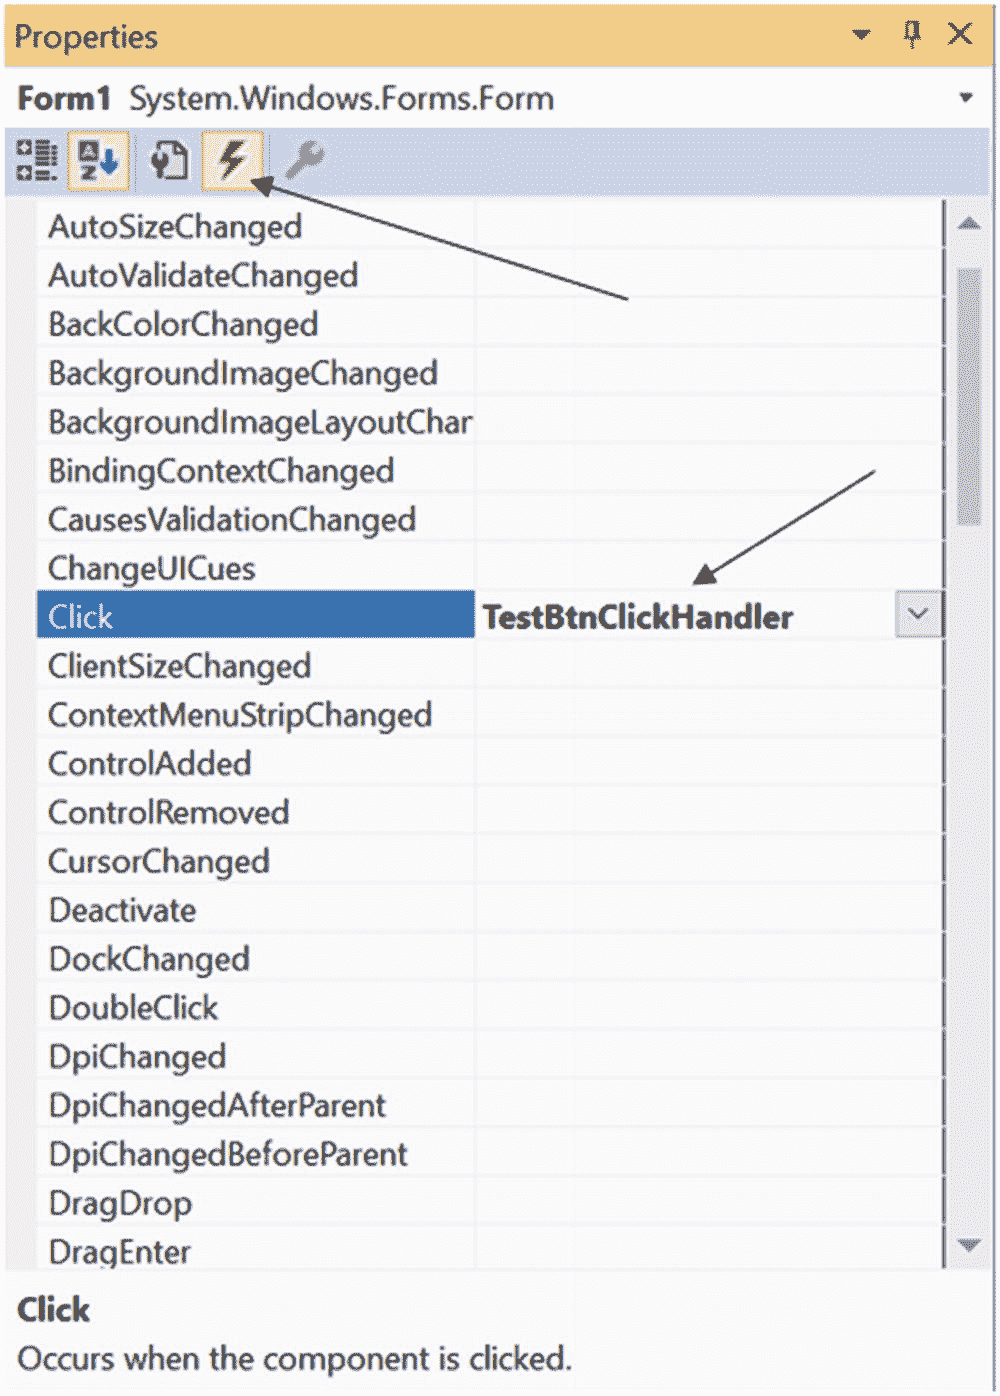 Properties
Form1 System.Windows.Forms.Form
AutoSizeChanged
AutoValidateChanged
BackColorChanged
BackgroundImageChanged
BackgroundImageLayoutChar
BindingContextChanged
CausesValidationChanged
ChangeUICues
Click TestBtnClickHandler
ClientSizeChanged
ContextMenuStripChanged
ControlAdded
ControlRemoved
CursorChanged
Deactivate
DockChanged
DoubleClick
DpiChanged
DpiChangedAfterParent
DpiChangedBeforeParent
DragDrop
DragEnter
Click
Occurs when the component is clicked.